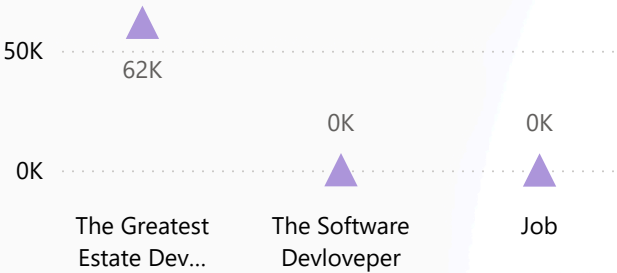 50K
62K
0K
0K
0K
The Greatest
Estate Dev...
The Software
Devloveper
Job